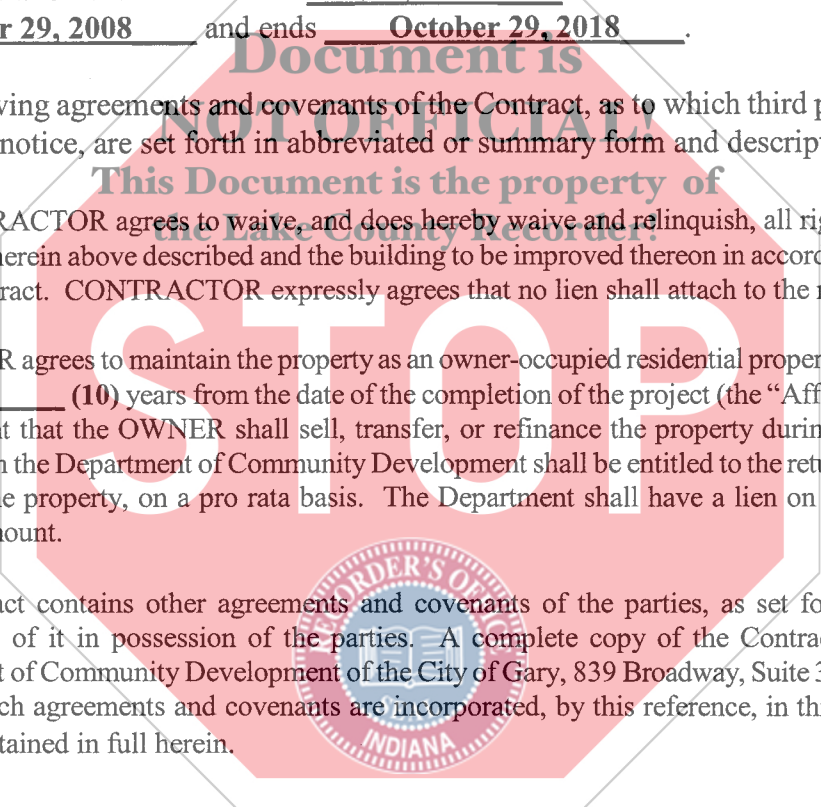 r 29, 2008 and ends October 29, 2018.
Document is
ving agreements and covenants of the Contract, as to which third p
NOT OFFICIAL!
notice, are set forth in abbreviated or summary form and descript
This Document is the property of
RACTOR agrees to waive, and does hereby waive and relinquish, all rig
the Lake County Recorder!
erein above described and the building to be improved thereon in accord
ract. CONTRACTOR expressly agrees that no lien shall attach to the r
STOP
R agrees to maintain the property as an owner-occupied residential proper
(10) years from the date of the completion of the project (the “Aff
t that the OWNER shall sell, transfer, or refinance the property durin
n the Department of Community Development shall be entitled to the retu
e property, on a pro rata basis. The Department shall have a lien on
ount.
act contains other agreements and covenants of the parties, as set fo
of it in possession of the parties. A complete copy of the Contra
t of Community Development of the City of Gary, 839 Broadway, Suite 3
ch agreements and covenants are incorporated, by this reference, in th
tained in full herein.
RECORDER'S OFFIC
SEAL
INDIANA